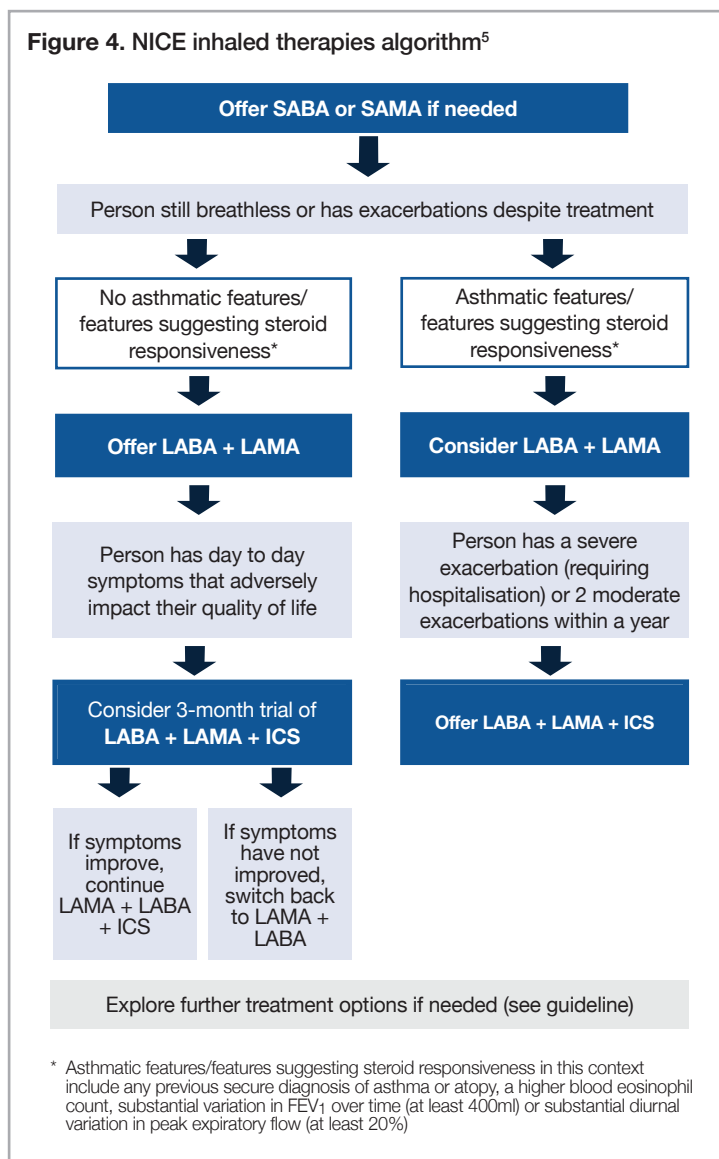 Figure 4. NICE inhaled therapies algorithm⁵
Offer SABA or SAMA if needed
Person still breathless or has exacerbations despite treatment
No asmathic features/
features suggesting steroid
responsiveness*
Asthmatic features/
features suggesting steroid
responsiveness*
Offer LABA + LAMA
Consider LABA + LAMA
Person has day to day
symptoms that adversely
impact their quality of life
Person has a severe
exacerbation (requiring
hospitalisation) or 2 moderate
exacerbations within a year
Consider 3-month trial of
LABA + LAMA + ICS
Offer LABA + LAMA + ICS
If symptoms
improve,
continue
LAMA + LABA
+ ICS
If symptoms
have not
improved,
switch back
to LAMA +
LABA
Explore further treatment options if needed (see guideline)
* Asthmatic features/features suggesting steroid responsiveness in this context
include any previous secure diagnosis of asthma or atopy, a higher blood eosinophil
count, substantial variation in FEV₁ over time (at least 400ml) or substantial diurnal
variation in peak expiratory flow (at least 20%)